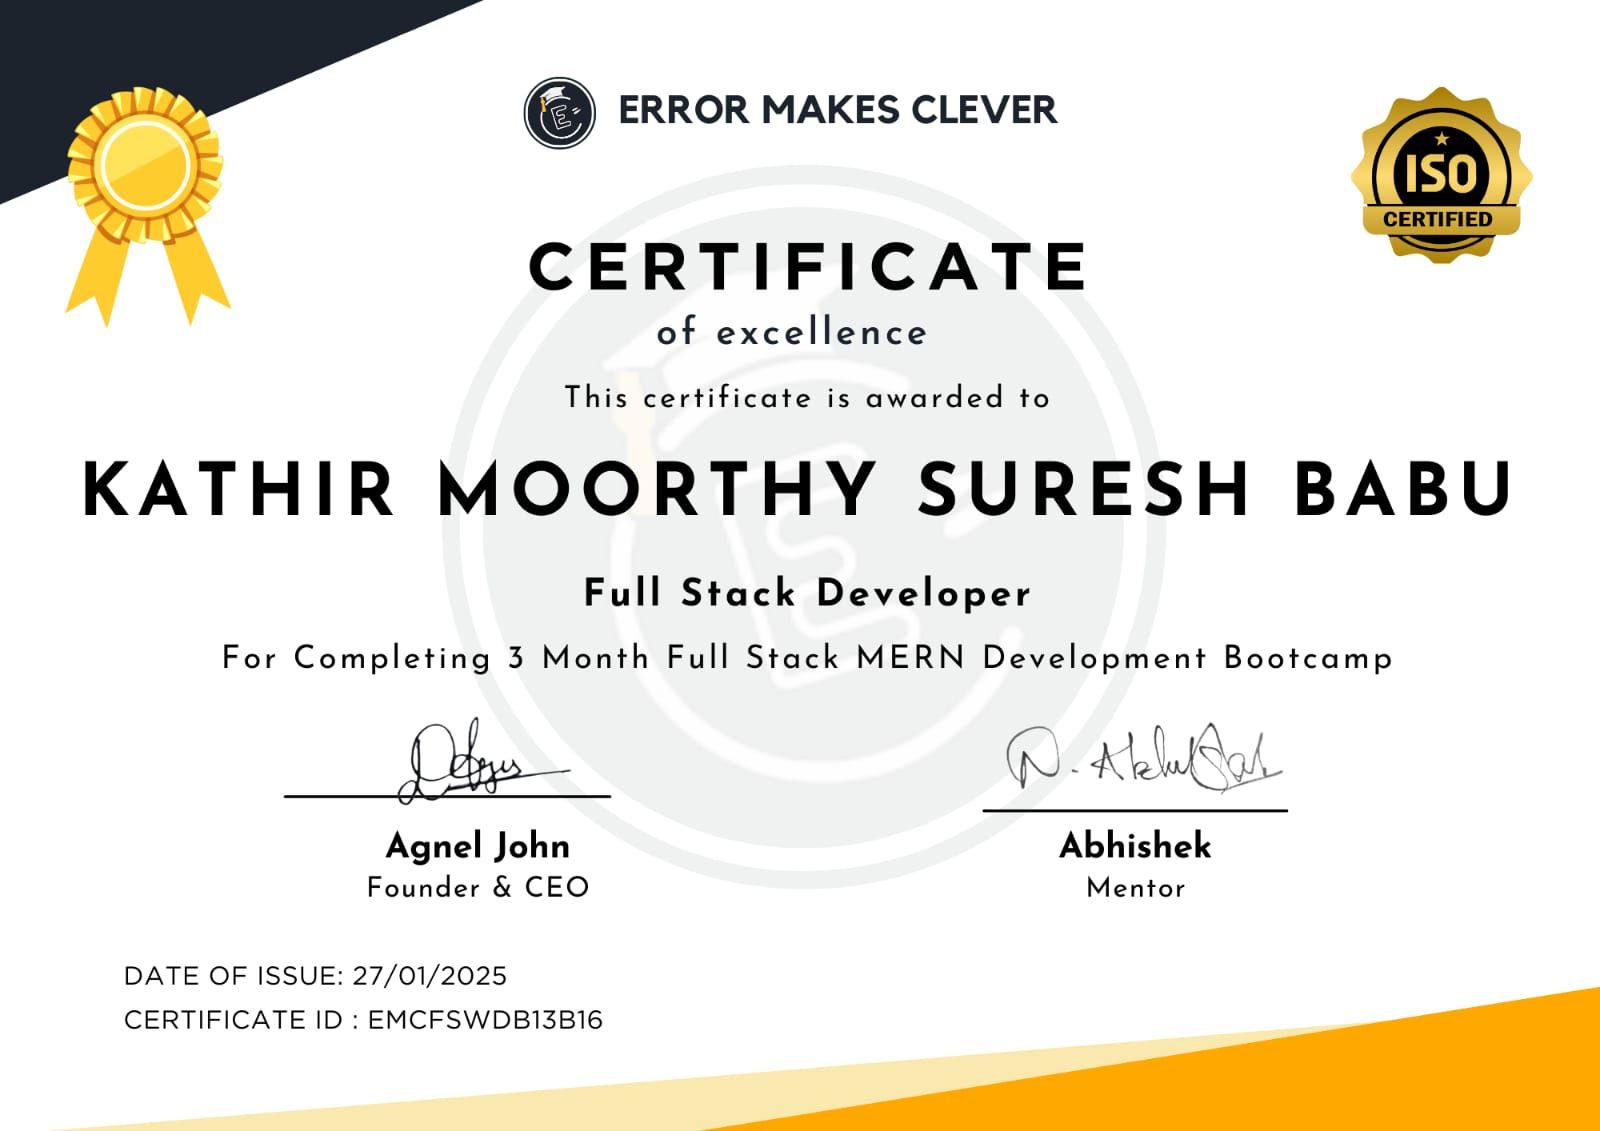 ERROR MAKES CLEVER
ISO
CERTIFIED
CERTIFICATE
of excellence
This certificate is awarded to
KATHIR MOORTHY SURESH BABU
Full Stack Developer
For Completing 3 Month Full Stack MERN Development Bootcamp
Agnel John
Founder & CEO
Abhishek
Mentor
DATE OF ISSUE: 27/01/2025
CERTIFICATE ID : EMCFSWDB13B16